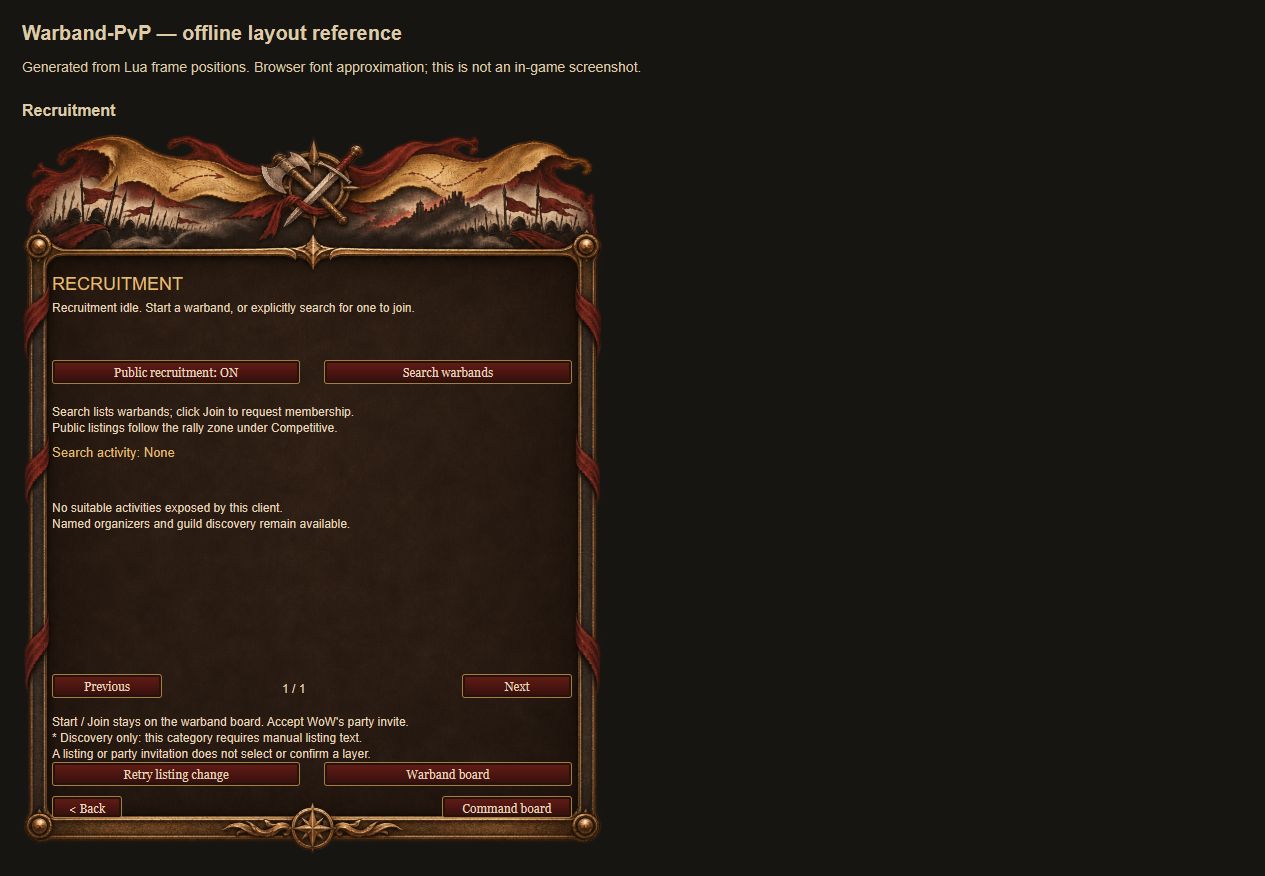 Warband-PvP — offline layout reference
Generated from Lua frame positions. Browser font approximation; this is not an in-game screenshot.
Recruitment
RECRUITMENT
Recruitment idle. Start a warband, or explicitly search for one to join.
Public recruitment: ON
Search warbands
Search lists warbands; click Join to request membership.
Public listings follow the rally zone under Competitive.
Search activity: None
No suitable activities exposed by this client.
Named organizers and guild discovery remain available.
Previous
1 / 1
Next
Start / Join stays on the warband board. Accept WoW's party invite.
* Discovery only: this category requires manual listing text.
A listing or party invitation does not select or confirm a layer.
Retry listing change
Warband board
< Back
Command board